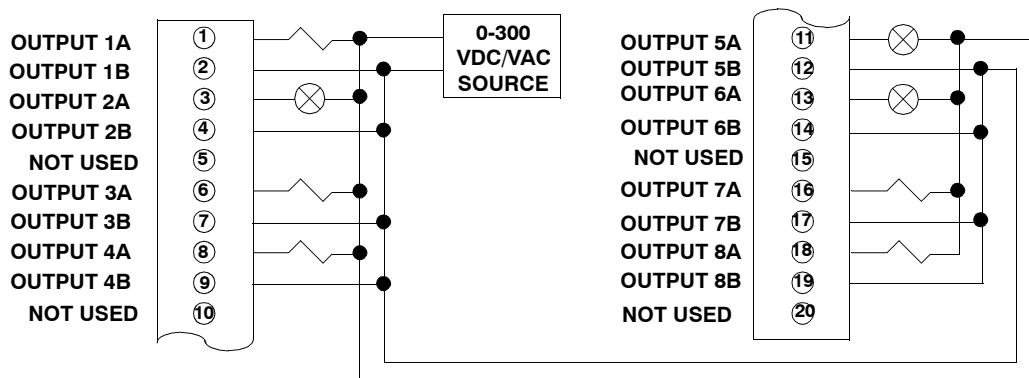 OUTPUT 1A 1
OUTPUT 1B 2
OUTPUT 2A 3
OUTPUT 2B 4
NOT USED 5
OUTPUT 3A 6
OUTPUT 3B 7
OUTPUT 4A 8
OUTPUT 4B 9
NOT USED 10
0-300
VDC/VAC
SOURCE
OUTPUT 5A 11
OUTPUT 5B 12
OUTPUT 6A 13
OUTPUT 6B 14
NOT USED 15
OUTPUT 7A 16
OUTPUT 7B 17
OUTPUT 8A 18
OUTPUT 8B 19
NOT USED 20